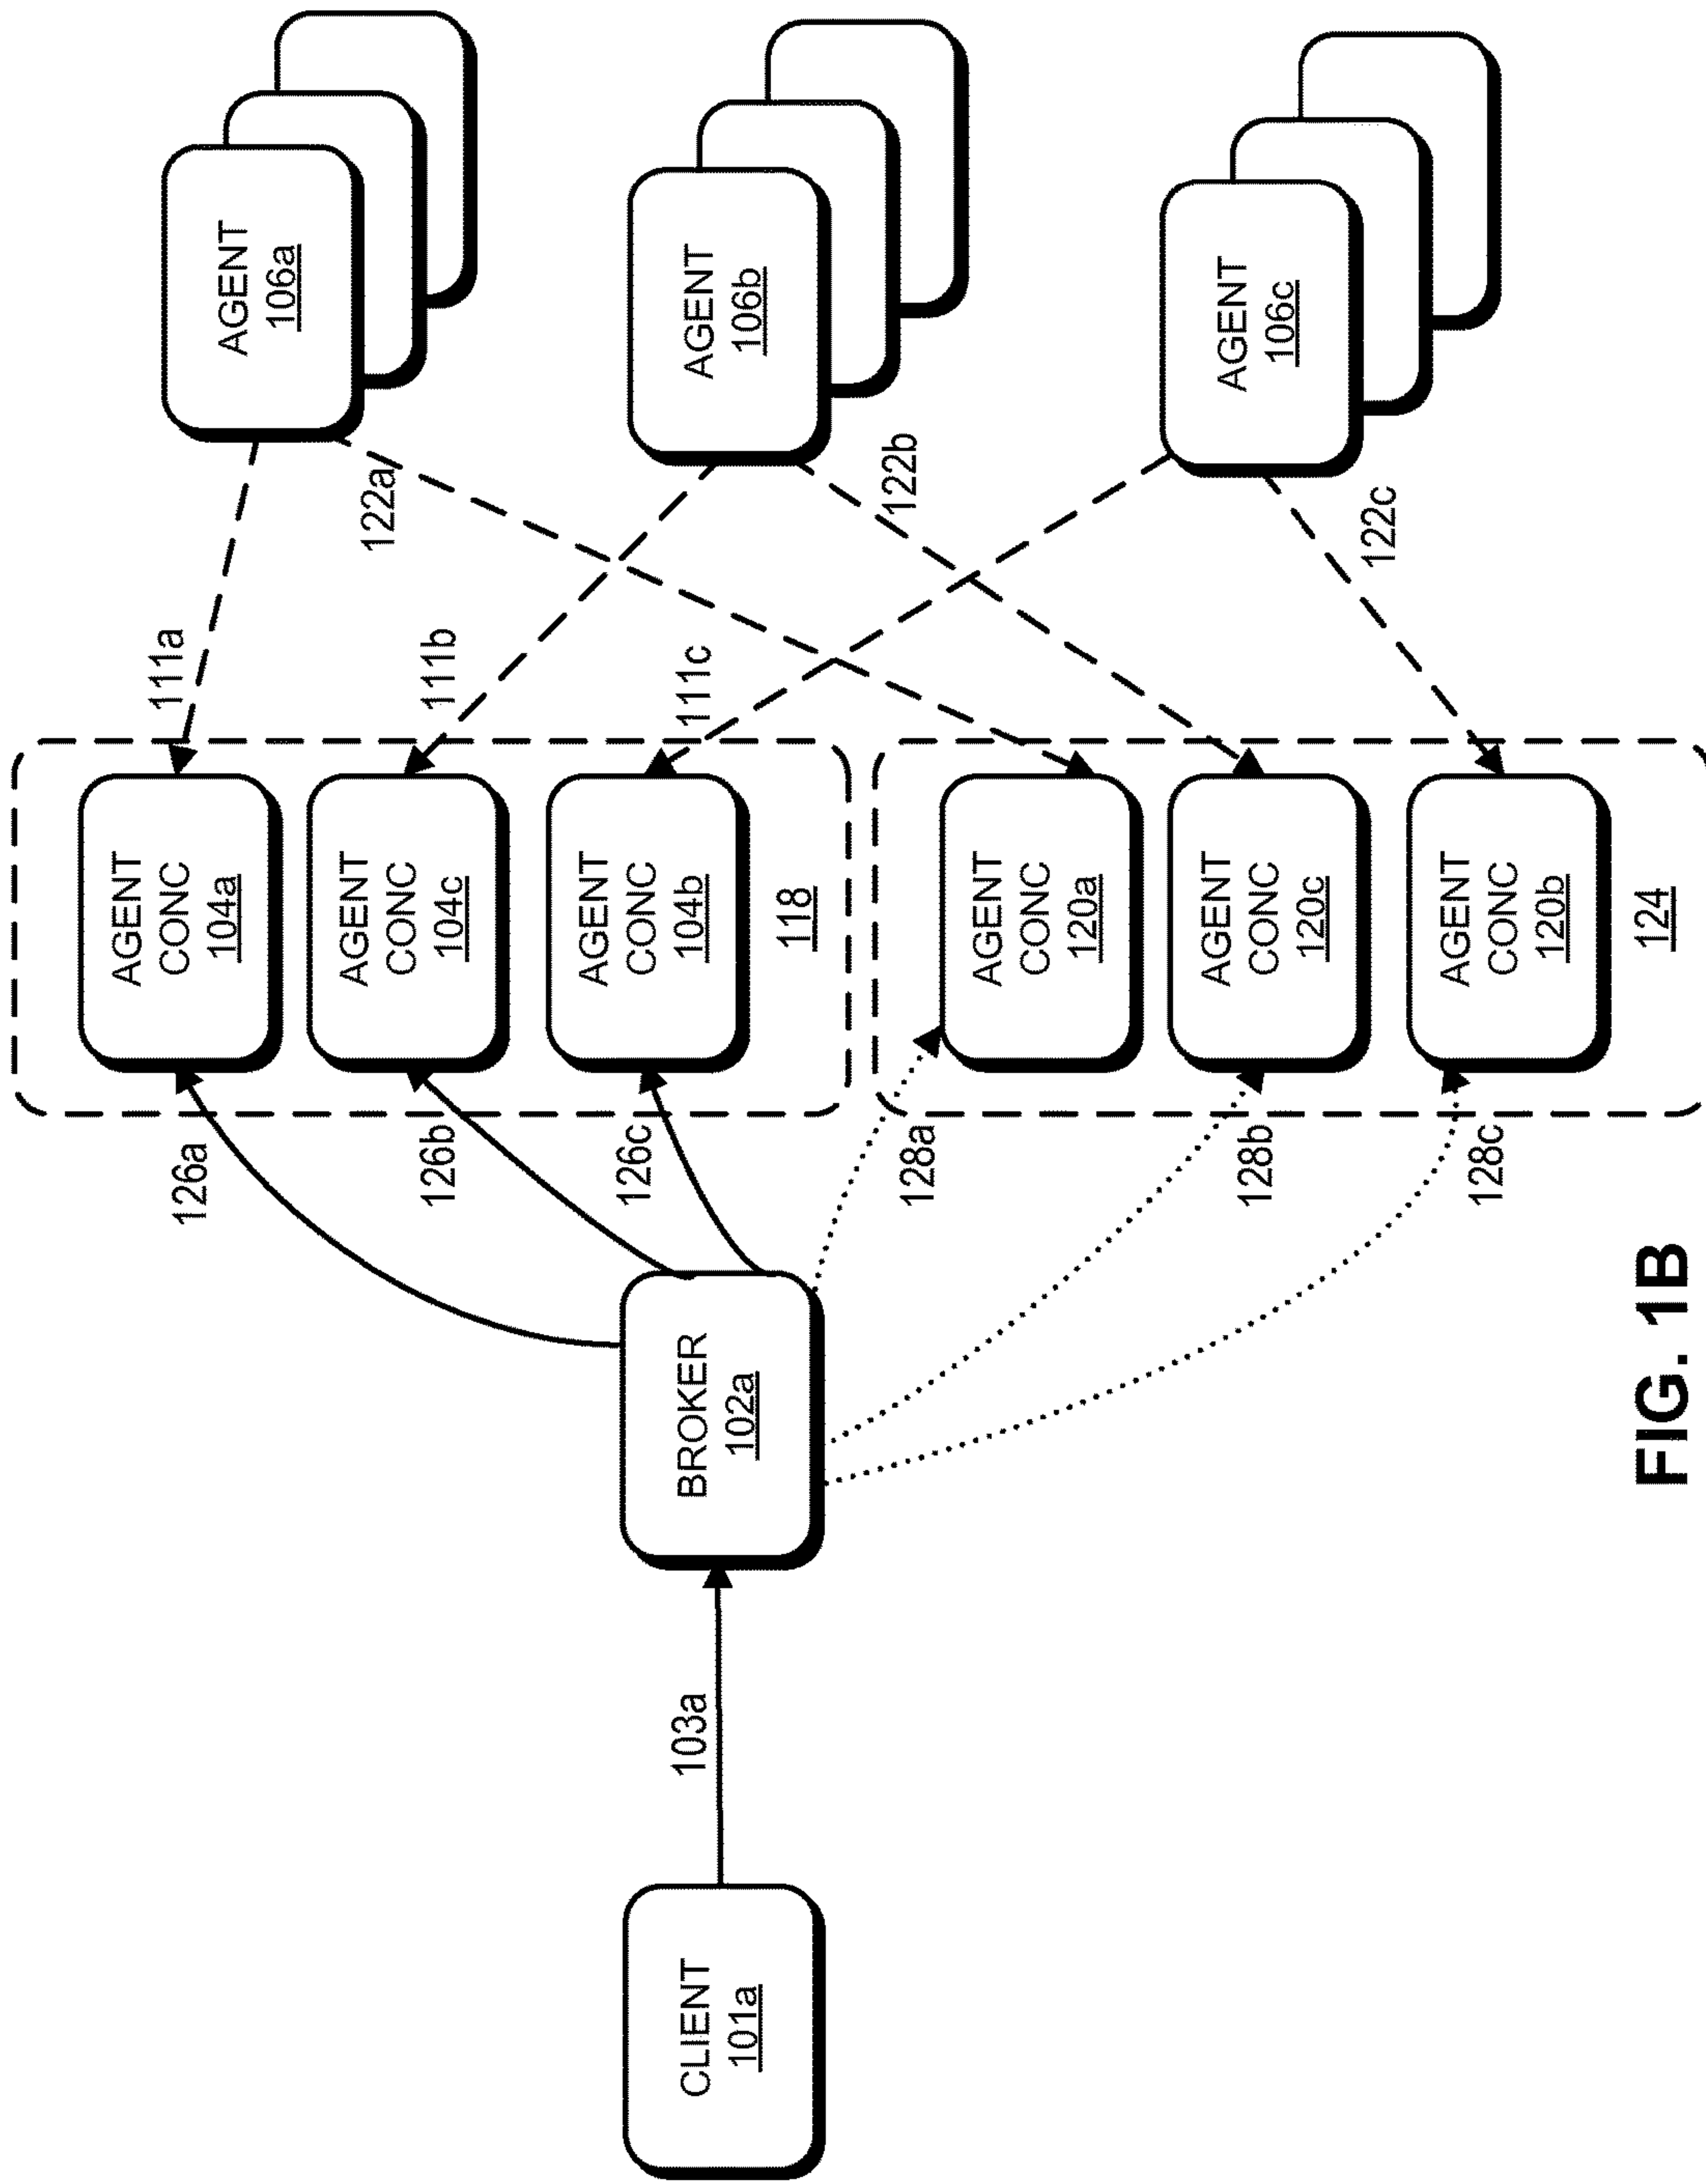 CLIENT
101a
103a
BROKER
102a
126a
126b
126c
128a
128b
128c
AGENT
CONC
104a
AGENT
CONC
104c
AGENT
CONC
104b
118
AGENT
CONC
120a
AGENT
CONC
120c
AGENT
CONC
120b
124
111a
111b
111c
122a
122b
122c
AGENT
106a
AGENT
106b
AGENT
106c
FIG. 1B